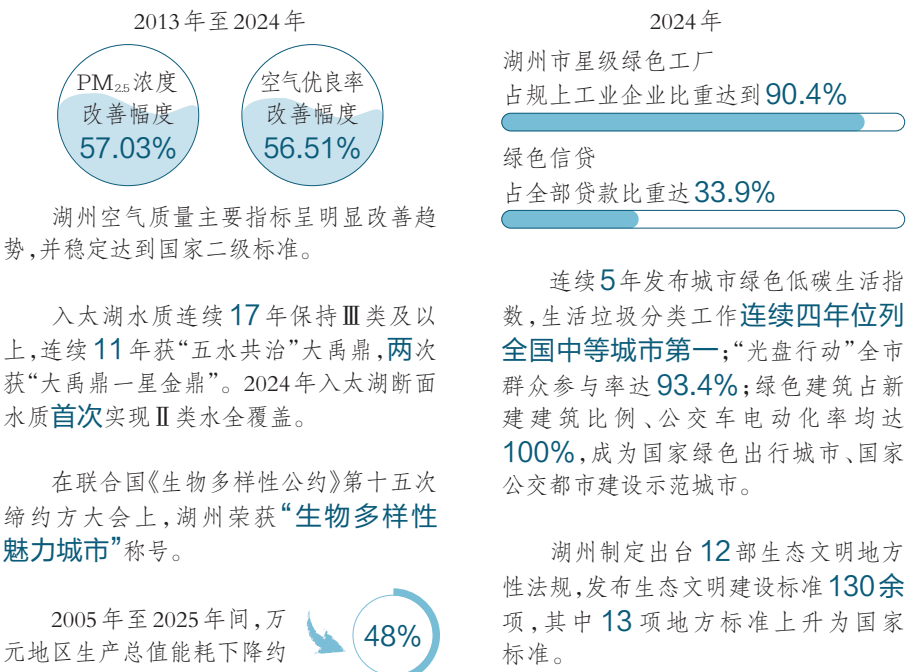 2013年至2024年
PM2.5浓度
改善幅度
57.03%
空气优良率
改善幅度
56.51%
湖州空气质量主要指标呈明显改善趋
势,并稳定达到国家二级标准。
入太湖水质连续17年保持Ⅲ类及以
上,连续11年获“五水共治”大禹鼎,两次
获“大禹鼎一星金鼎”。2024年入太湖断面
水质首次实现Ⅱ类水全覆盖。
在联合国《生物多样性公约》第十五次
缔约方大会上,湖州荣获“生物多样性
魅力城市”称号。
2005年至2025年间,万
元地区生产总值能耗下降约
48%
2024年
湖州市星级绿色工厂
占规上工业企业比重达到90.4%
绿色信贷
占全部贷款比重达33.9%
连续5年发布城市绿色低碳生活指
数,生活垃圾分类工作连续四年位列
全国中等城市第一;“光盘行动”全市
群众参与率达93.4%;绿色建筑占新
建建筑比例、公交车电动化率均达
100%,成为国家绿色出行城市、国家
公交都市建设示范城市。
湖州制定出台12部生态文明地方
性法规,发布生态文明建设标准130余
项,其中13项地方标准上升为国家
标准。